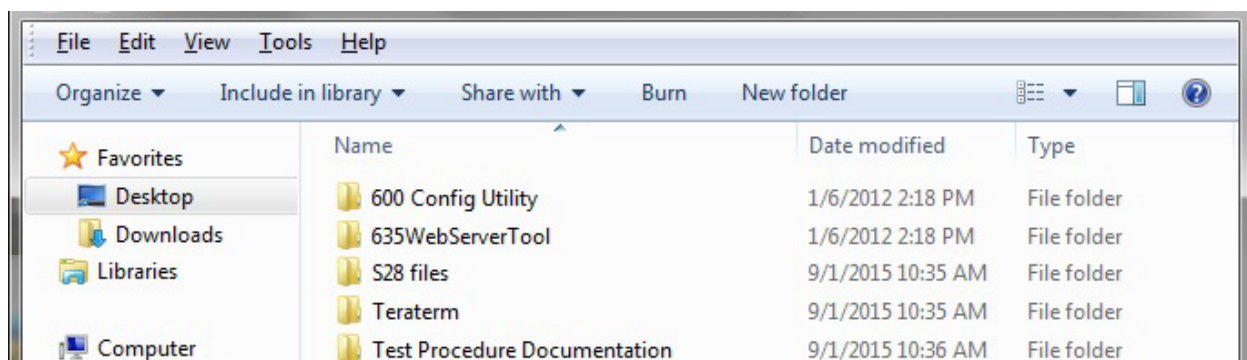 File Edit View Tools Help
Organize Include in library Share with Burn New folder
Name Date modified Type
Favorites
Desktop 600 Config Utility 1/6/2012 2:18 PM File folder
Downloads 635WebServerTool 1/6/2012 2:18 PM File folder
Libraries S28 files 9/1/2015 10:35 AM File folder
Teraterm 9/1/2015 10:35 AM File folder
Computer Test Procedure Documentation 9/1/2015 10:36 AM File folder